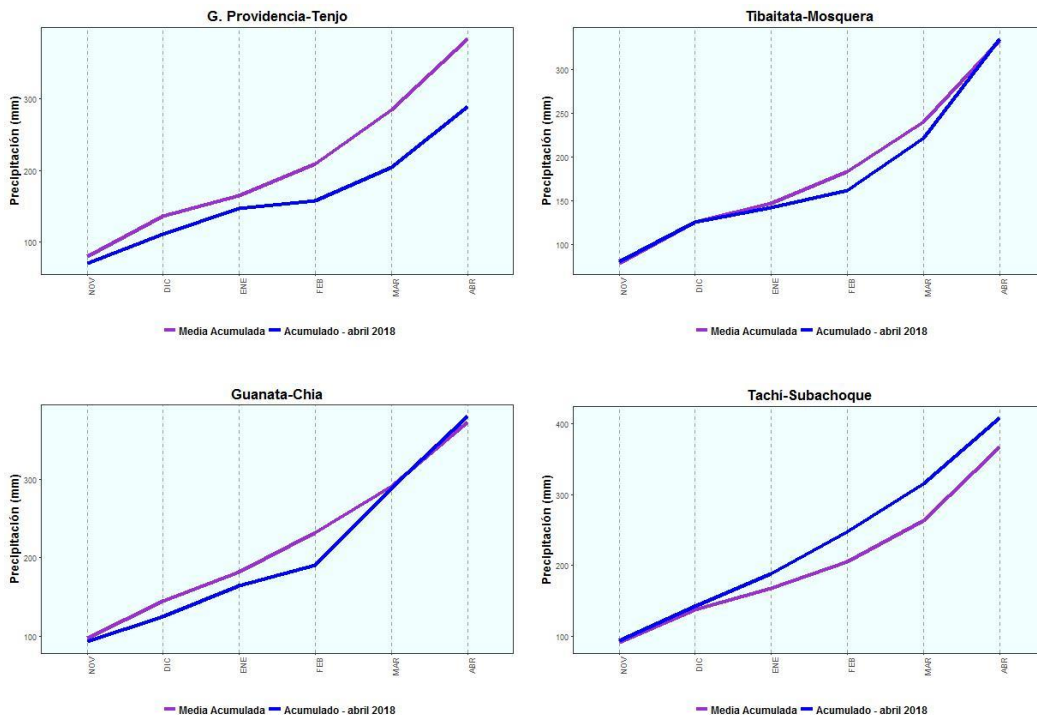 G. Providencia-Tenjo
Precipitación (mm)
300
200
100
NOV
DIC
ENE
FEB
MAR
ABR
Media Acumulada Acumulado - abril 2018
Tibaitata-Mosquera
Precipitación (mm)
300
250
200
150
100
NOV
DIC
ENE
FEB
MAR
ABR
Media Acumulada Acumulado - abril 2018
Guanata-Chia
Precipitación (mm)
300
200
100
NOV
DIC
ENE
FEB
MAR
ABR
Media Acumulada Acumulado - abril 2018
Tachí-Subachoque
Precipitación (mm)
400
300
200
100
NOV
DIC
ENE
FEB
MAR
ABR
Media Acumulada Acumulado - abril 2018